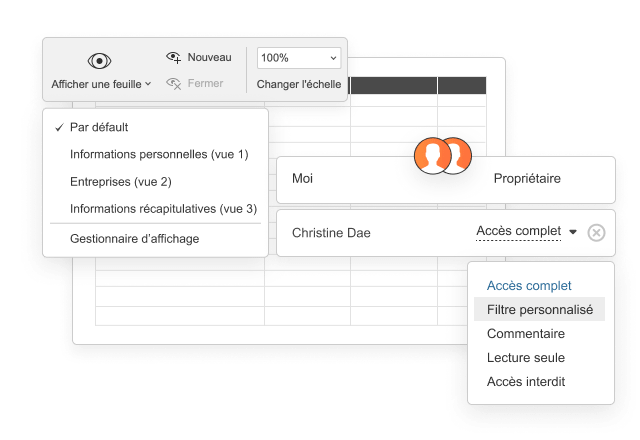 Nouveau
100%
Afficher une feuille
Fermer
Changer l'échelle
Par défaut
Informations personnelles (vue 1)
Entreprises (vue 2)
Informations récapitulatives (vue 3)
Gestionnaire d'affichage
Moi
Propriétaire
Christine Dae
Accès complet
Accès complet
Filtre personnalisé
Commentaire
Lecture seule
Accès interdit